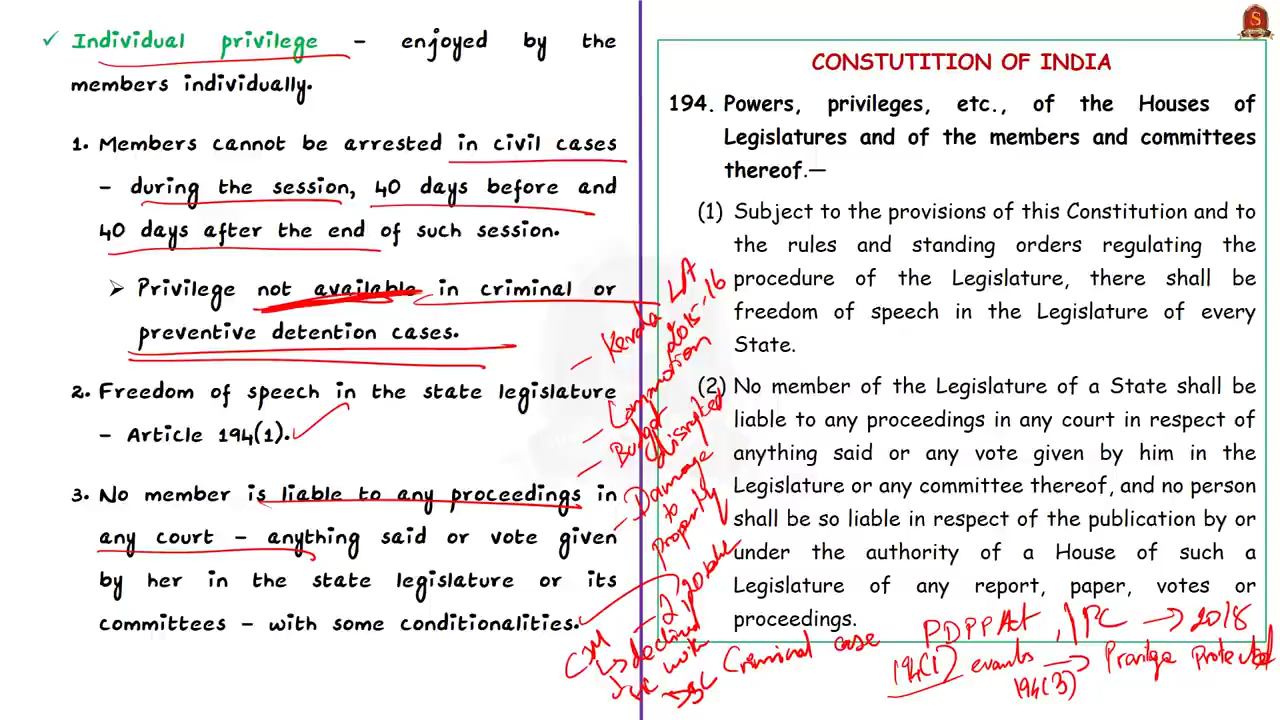 ✓ Individual privilege – enjoyed by the
members individually.
1. Members cannot be arrested in civil cases
– during the session, 40 days before and
40 days after the end of such session.
➢ Privilege not available in criminal or
preventive detention cases.
2. Freedom of speech in the state legislature
– Article 194(1).
3. No member is liable to any proceedings in
any court – anything said or vote given
by her in the state legislature or its
committees – with some conditionalities.
S
CONSTUTITION OF INDIA
194. Powers, privileges, etc., of the Houses of
Legislatures and of the members and committees
thereof.—
(1) Subject to the provisions of this Constitution and to
the rules and standing orders regulating the
procedure of the Legislature, there shall be
freedom of speech in the Legislature of every
State.
(2) No member of the Legislature of a State shall be
liable to any proceedings in any court in respect of
anything said or any vote given by him in the
Legislature or any committee thereof, and no person
shall be so liable in respect of the publication by or
under the authority of a House of such a
Legislature of any report, paper, votes or
proceedings.
– Kerala LA
2015-16
– Commotion
– Budget
disrupted
– Damage
to
property
– 2.20 lakhs
CJM
↳ declined
with
SC
Criminal case
PDPP Act, IPC → 2018
194(1)
194(3) → Privilege Protected